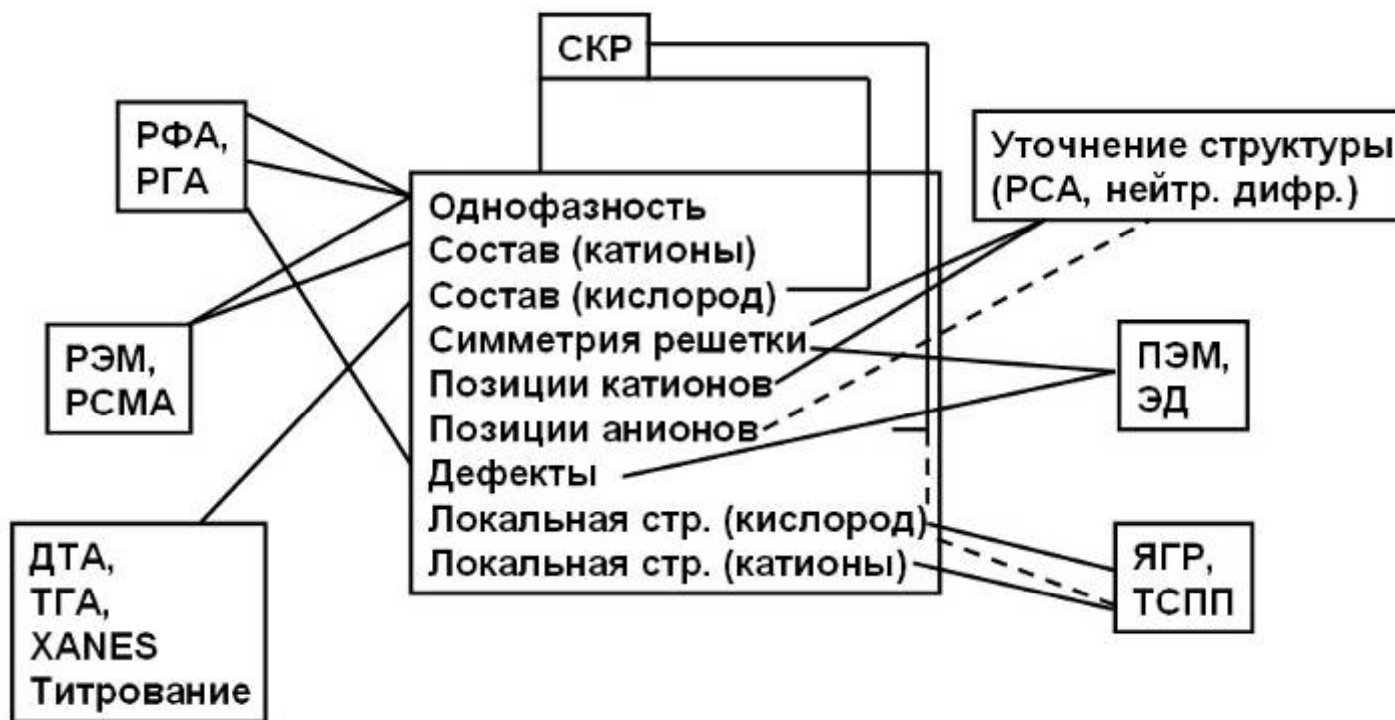 СКР
РФА,
РГА
Уточнение структуры
(РСА, нейтр. дифр.)
Однофазность
Состав (катионы)
Состав (кислород)
Симметрия решетки
Позиции катионов
Позиции анионов
Дефекты
Локальная стр. (кислород)
Локальная стр. (катионы)
РЭМ,
РСМА
ПЭМ,
ЭД
ДТА,
ТГА,
XANES
Титрование
ЯГР,
ТСПП